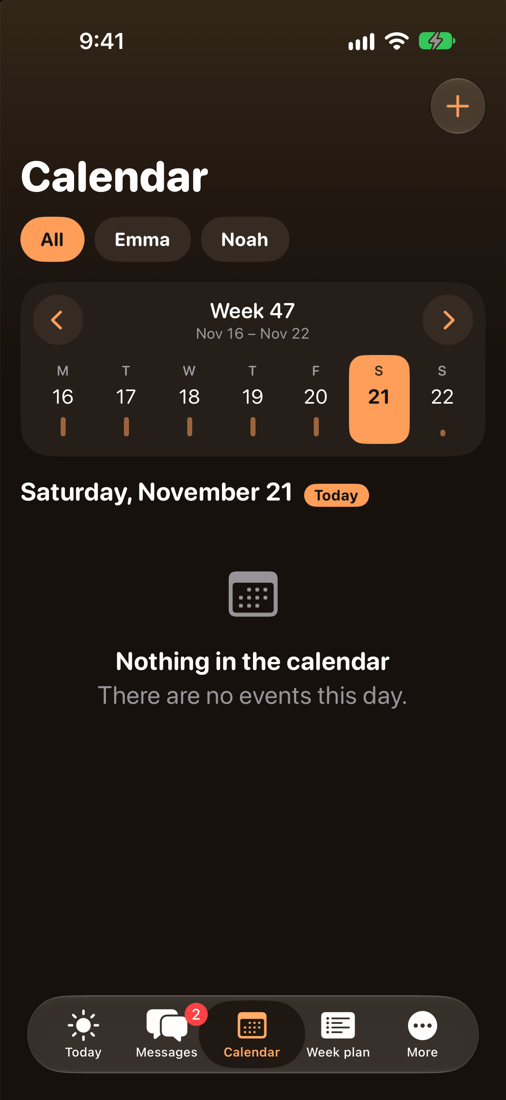 9:41
Calendar
All Emma Noah
Week 47
Nov 16 – Nov 22
M T W T F S S
16 17 18 19 20 21 22
Saturday, November 21 Today
Nothing in the calendar
There are no events this day.
2
Today Messages Calendar Week plan More